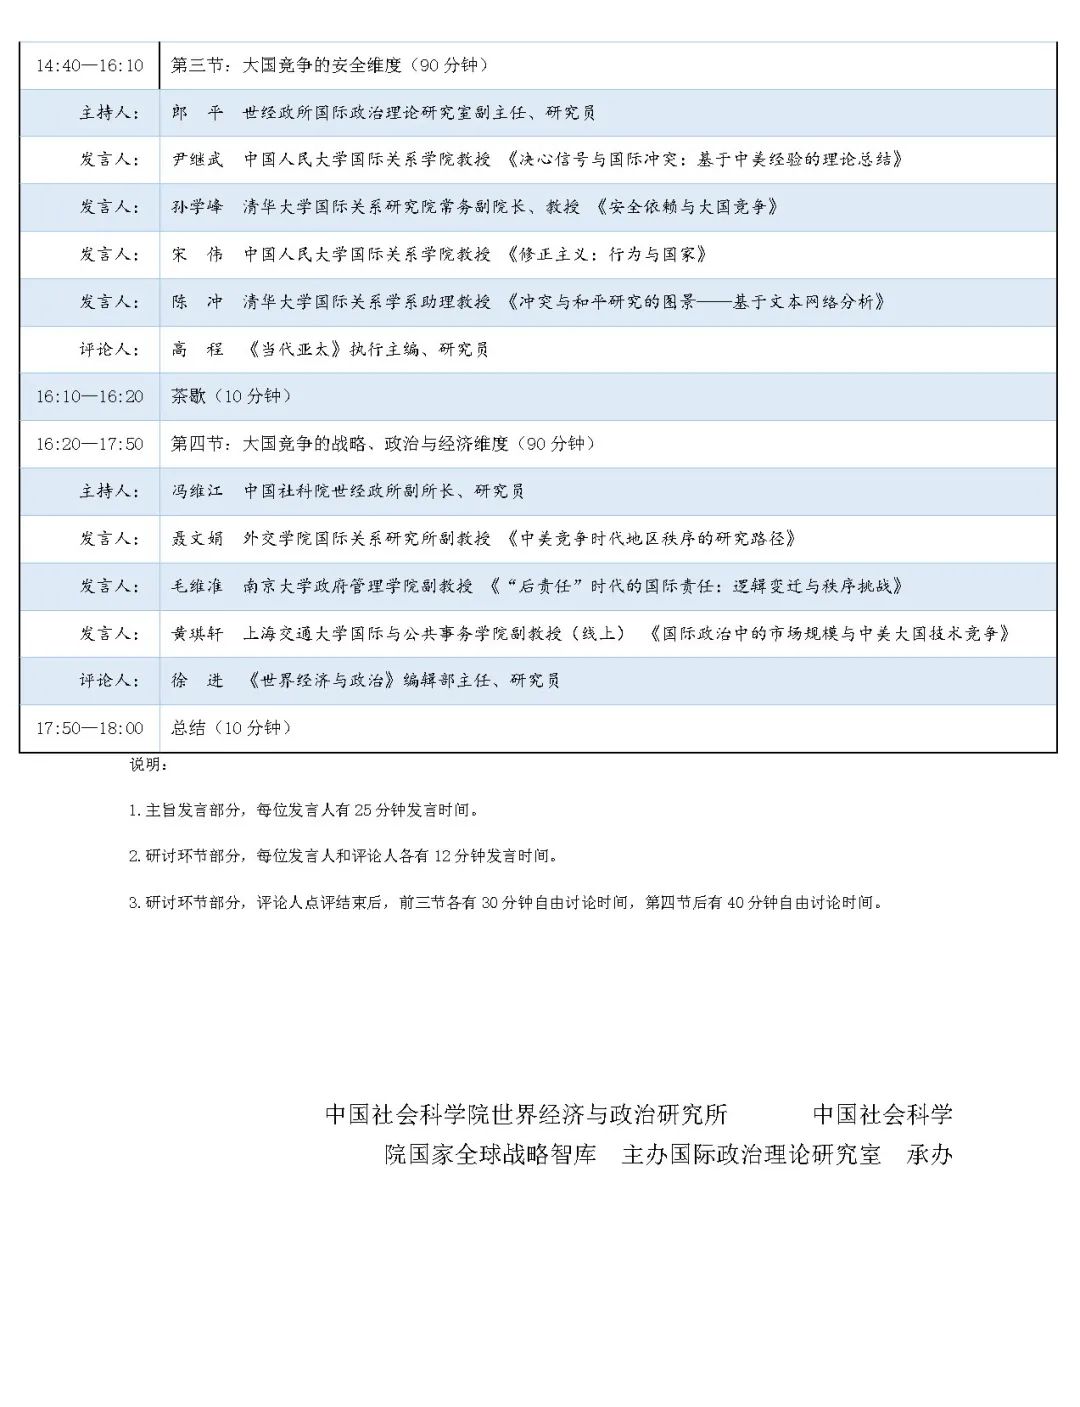 14:40—16:10 第三节：大国竞争的安全维度（90 分钟）
主持人： 郎　平　世经政所国际政治理论研究室副主任、研究员
发言人： 尹继武　中国人民大学国际关系学院教授 《决心信号与国际冲突：基于中美经验的理论总结》
发言人： 孙学峰　清华大学国际关系研究院常务副院长、教授 《安全依赖与大国竞争》
发言人： 宋　伟　中国人民大学国际关系学院教授 《修正主义：行为与国家》
发言人： 陈　冲　清华大学国际关系学系助理教授 《冲突与和平研究的图景——基于文本网络分析》
评论人： 高　程　《当代亚太》执行主编、研究员
16:10—16:20 茶歇（10 分钟）
16:20—17:50 第四节：大国竞争的战略、政治与经济维度（90 分钟）
主持人： 冯维江　中国社科院世经政所副所长、研究员
发言人： 聂文娟　外交学院国际关系研究所副教授 《中美竞争时代地区秩序的研究路径》
发言人： 毛维准　南京大学政府管理学院副教授 《“后责任”时代的国际责任：逻辑变迁与秩序挑战》
发言人： 黄琪轩　上海交通大学国际与公共事务学院副教授（线上） 《国际政治中的市场规模与中美大国技术竞争》
评论人： 徐　进　《世界经济与政治》编辑部主任、研究员
17:50—18:00 总结（10 分钟）
说明：
1. 主旨发言部分，每位发言人有 25 分钟发言时间。
2. 研讨环节部分，每位发言人和评论人各有 12 分钟发言时间。
3. 研讨环节部分，评论人点评结束后，前三节各有 30 分钟自由讨论时间，第四节后有 40 分钟自由讨论时间。
中国社会科学院世界经济与政治研究所　　　中国社会科学
院国家全球战略智库　主办国际政治理论研究室　承办